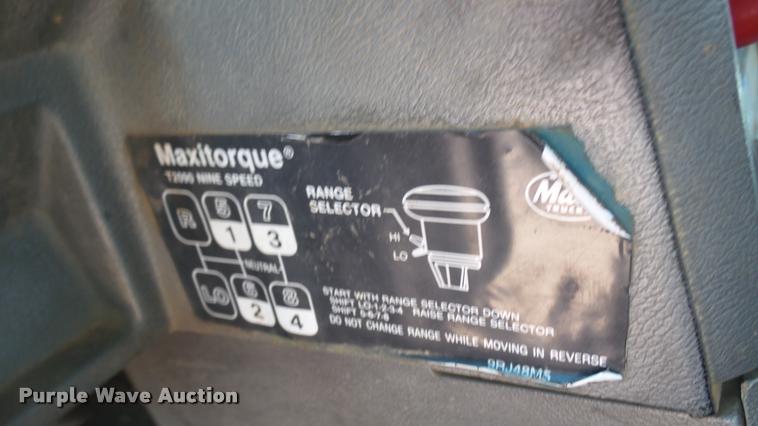 Maxitorque®
T2090 NINE SPEED
RANGE
SELECTOR
HI
LO
R 5 7
1 3
NEUTRAL
LO 6 8
2 4
START WITH RANGE SELECTOR DOWN
SHIFT LO-1-2-3-4 RAISE RANGE SELECTOR
SHIFT 5-6-7-8
DO NOT CHANGE RANGE WHILE MOVING IN REVERSE
9RJ48M5
TRUCK
Purple Wave Auction